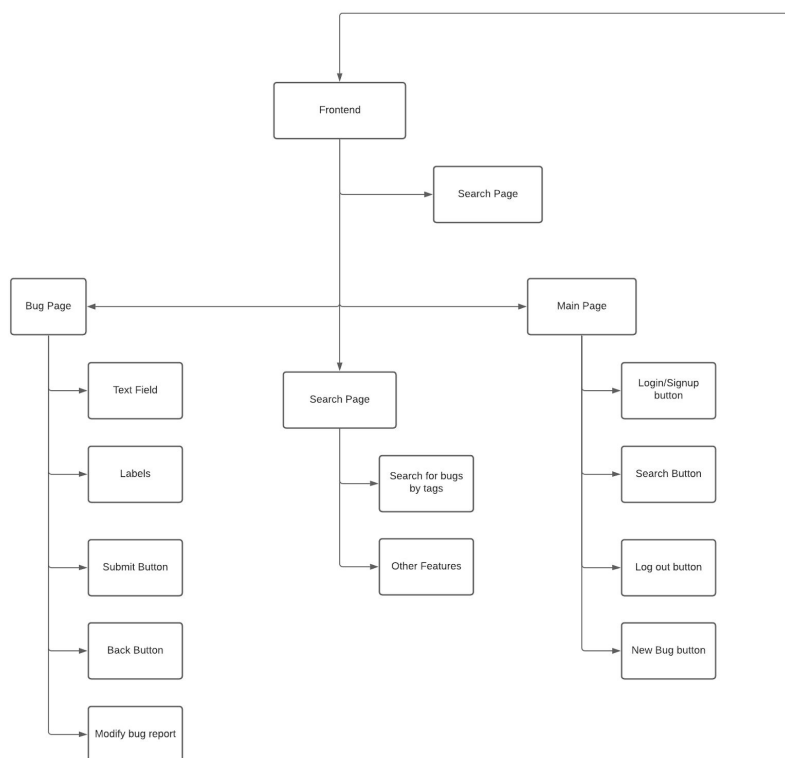 Frontend
Search Page
Bug Page
Main Page
Text Field
Login/Signup
button
Search Page
Labels
Search for bugs
by tags
Search Button
Submit Button
Other Features
Log out button
Back Button
New Bug button
Modify bug report